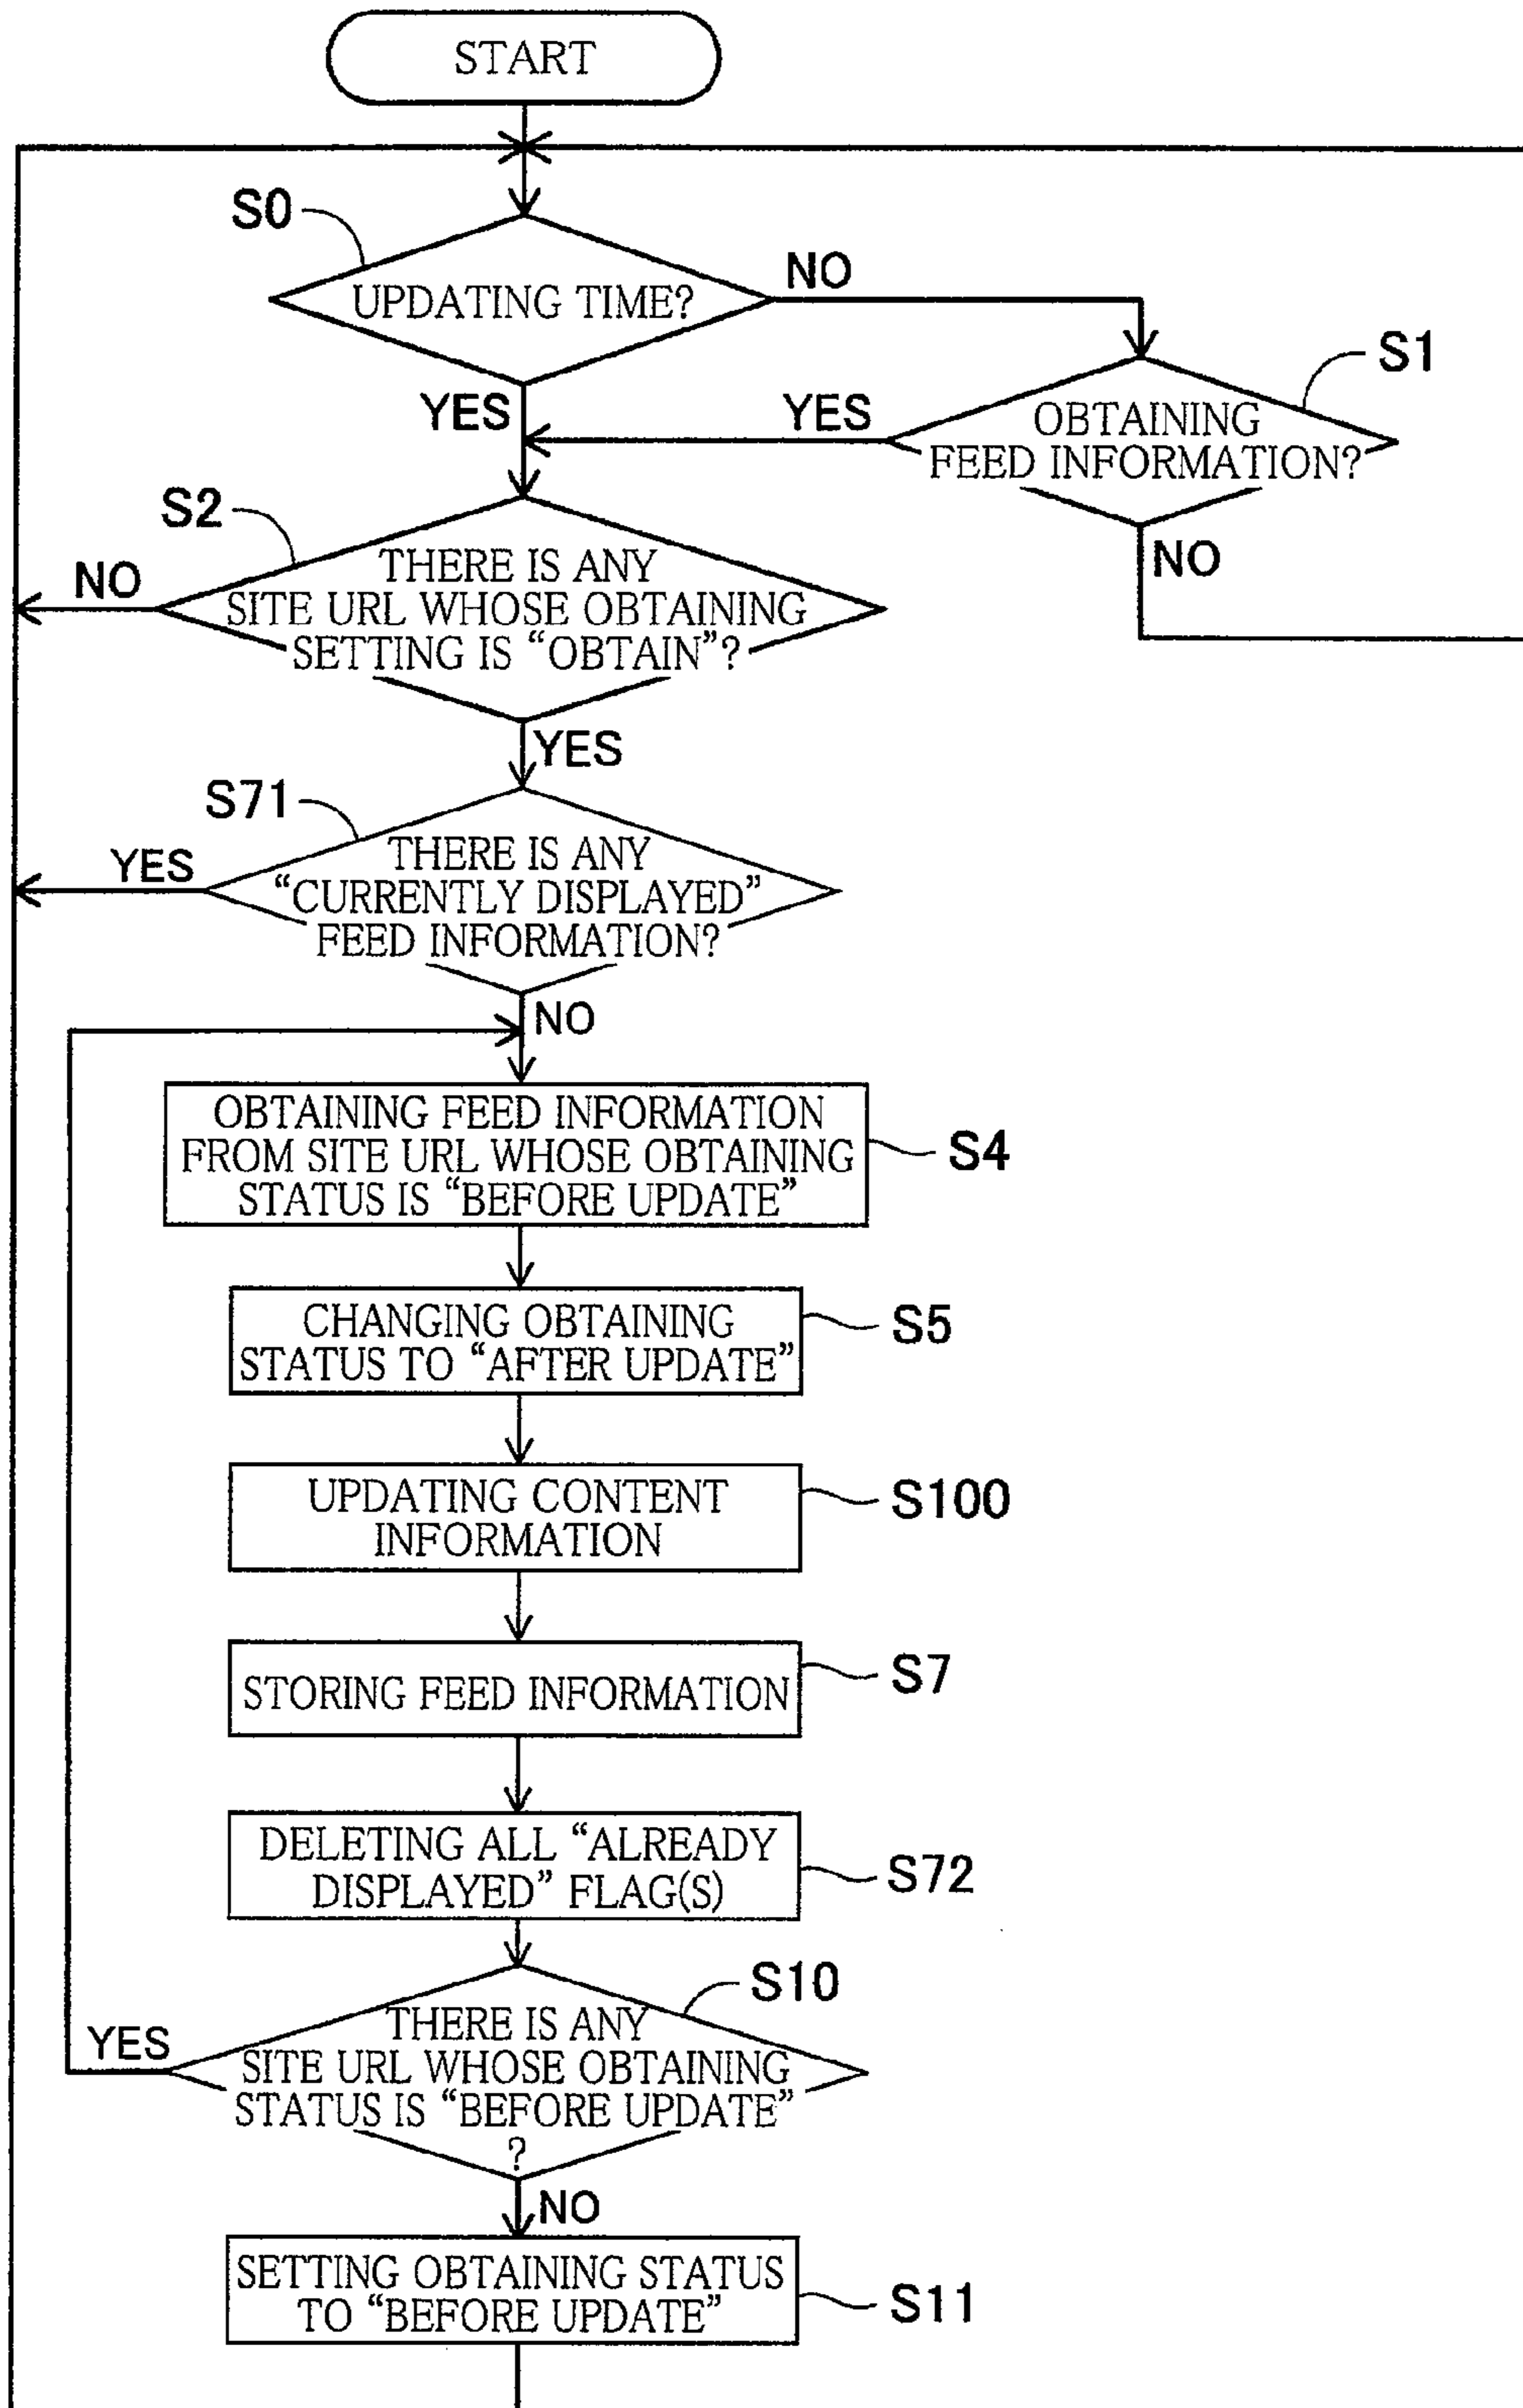 START
S0
UPDATING TIME?
NO
S1
YES
YES
OBTAINING
FEED INFORMATION?
S2
NO
THERE IS ANY
SITE URL WHOSE OBTAINING
SETTING IS “OBTAIN”?
NO
YES
S71
YES
THERE IS ANY
“CURRENTLY DISPLAYED”
FEED INFORMATION?
NO
OBTAINING FEED INFORMATION
FROM SITE URL WHOSE OBTAINING
STATUS IS “BEFORE UPDATE”
S4
CHANGING OBTAINING
STATUS TO “AFTER UPDATE”
S5
UPDATING CONTENT
INFORMATION
S100
STORING FEED INFORMATION
S7
DELETING ALL “ALREADY
DISPLAYED” FLAG(S)
S72
S10
YES
THERE IS ANY
SITE URL WHOSE OBTAINING
STATUS IS “BEFORE UPDATE”
?
NO
SETTING OBTAINING STATUS
TO “BEFORE UPDATE”
S11